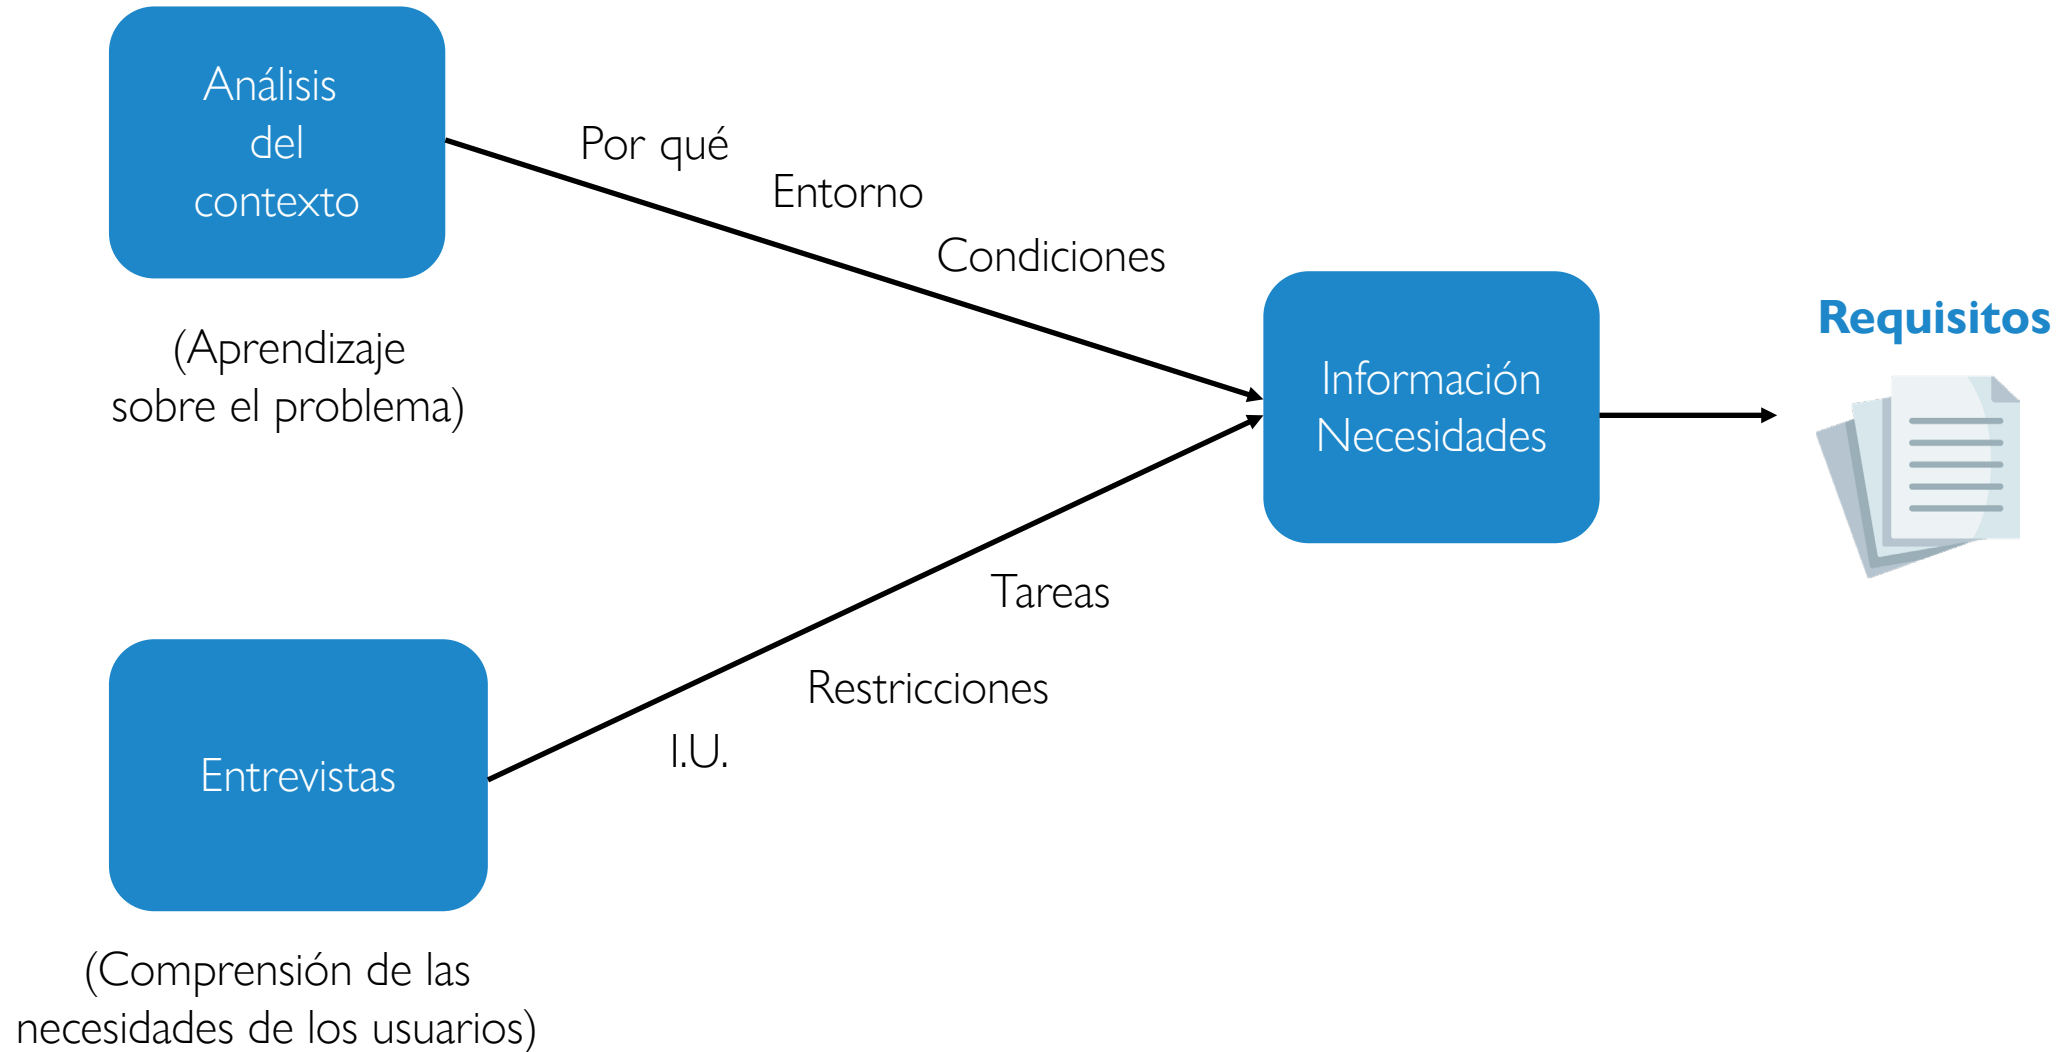 Análisis
del
contexto
(Aprendizaje
sobre el problema)
Por qué
Entorno
Condiciones
Información
Necesidades
Requisitos
Tareas
Restricciones
I.U.
Entrevistas
(Comprensión de las
necesidades de los usuarios)